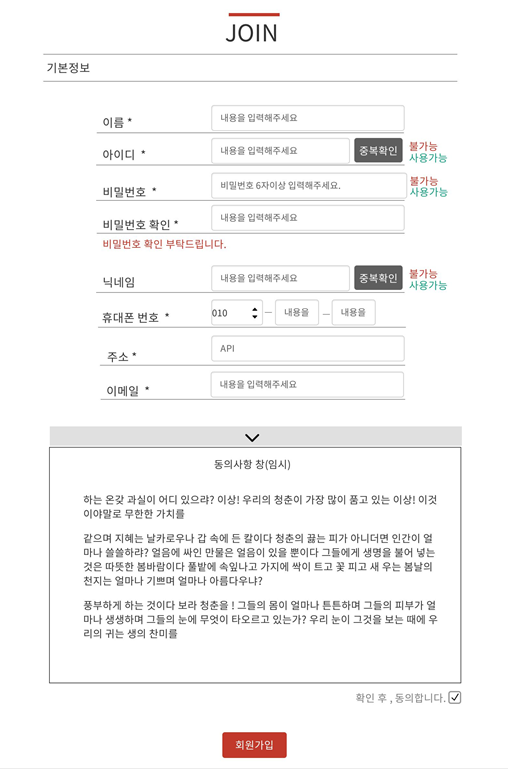 JOIN
기본정보
이름 *
내용을 입력해주세요
아이디 *
내용을 입력해주세요
중복확인
불가능
사용가능
비밀번호 *
비밀번호 6자이상 입력해주세요.
불가능
사용가능
비밀번호 확인 *
내용을 입력해주세요
비밀번호 확인 부탁드립니다.
닉네임
내용을 입력해주세요
중복확인
불가능
사용가능
휴대폰 번호 *
010
내용을
내용을
주소 *
API
이메일 *
내용을 입력해주세요
동의사항 창(임시)
하는 온갖 과실이 어디 있으랴? 이상! 우리의 청춘이 가장 많이 품고 있는 이상! 이것
이야말로 무한한 가치를
같으며 지혜는 날카로우나 갑 속에 든 칼이다 청춘의 끓는 피가 아니더면 인간이 얼
마나 쓸쓸하랴? 얼음에 싸인 만물은 얼음이 있을 뿐이다 그들에게 생명을 불어 넣는
것은 따뜻한 봄바람이다 풀밭에 속잎나고 가지에 싹이 트고 꽃 피고 새 우는 봄날의
천지는 얼마나 기쁘며 얼마나 아름다우냐?
풍부하게 하는 것이다 보라 청춘을 ! 그들의 몸이 얼마나 튼튼하며 그들의 피부가 얼
마나 생생하며 그들의 눈에 무엇이 타오르고 있는가? 우리 눈이 그것을 보는 때에 우
리의 귀는 생의 찬미를
확인 후 , 동의합니다.
회원가입